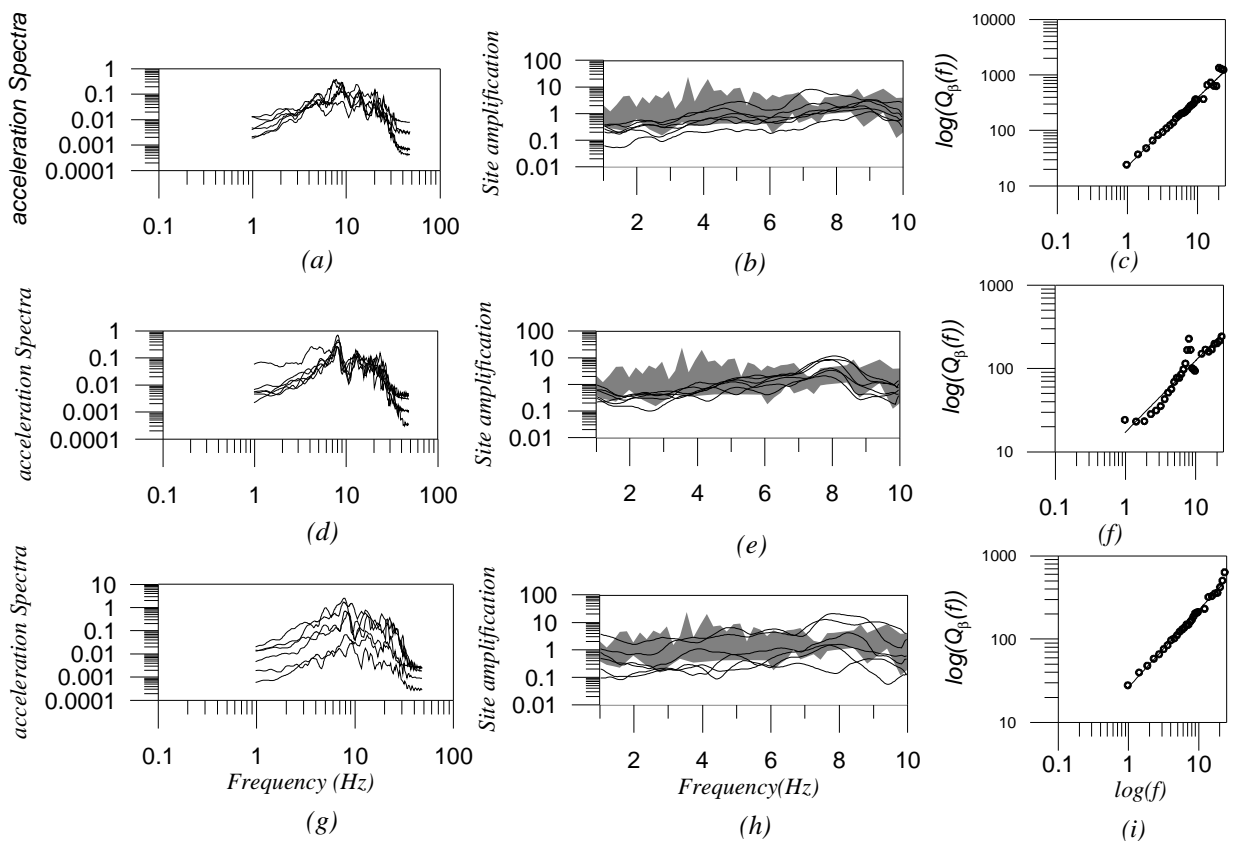 acceleration Spectra
1
0.1
0.01
0.001
0.0001
0.1 1 10 100
(a)
Site amplification
100
10
1
0.1
0.01
2 4 6 8 10
(b)
log(Qβ(f))
10000
1000
100
10
0.1 1 10
(c)
acceleration Spectra
1
0.1
0.01
0.001
0.0001
0.1 1 10 100
(d)
Site amplification
100
10
1
0.1
0.01
2 4 6 8 10
(e)
log(Qβ(f))
1000
100
10
0.1 1 10
(f)
acceleration Spectra
10
1
0.1
0.01
0.001
0.0001
0.1 1 10 100
Frequency (Hz)
(g)
Site amplification
100
10
1
0.1
0.01
2 4 6 8 10
Frequency(Hz)
(h)
log(Qβ(f))
1000
100
10
0.1 1 10
log(f)
(i)